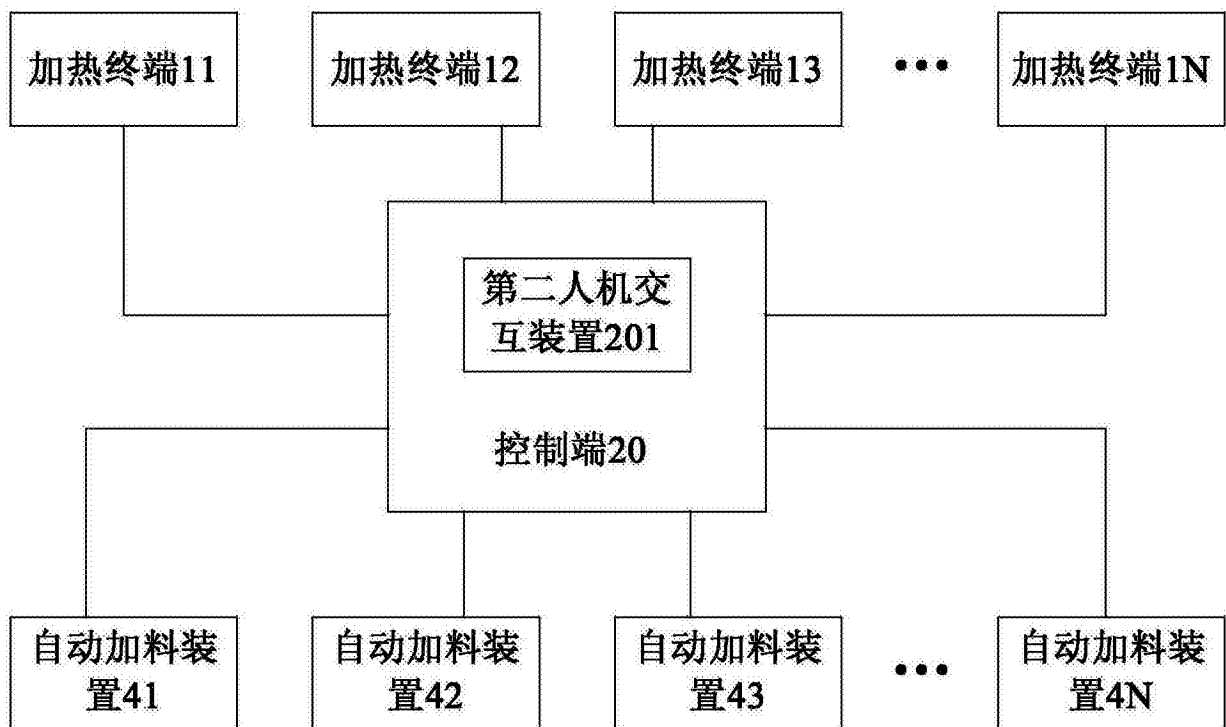 加热终端11
加热终端12
加热终端13
•••
加热终端1N
第二人机交
互装置201
控制端20
自动加料装
置41
自动加料装
置42
自动加料装
置43
•••
自动加料装
置4N